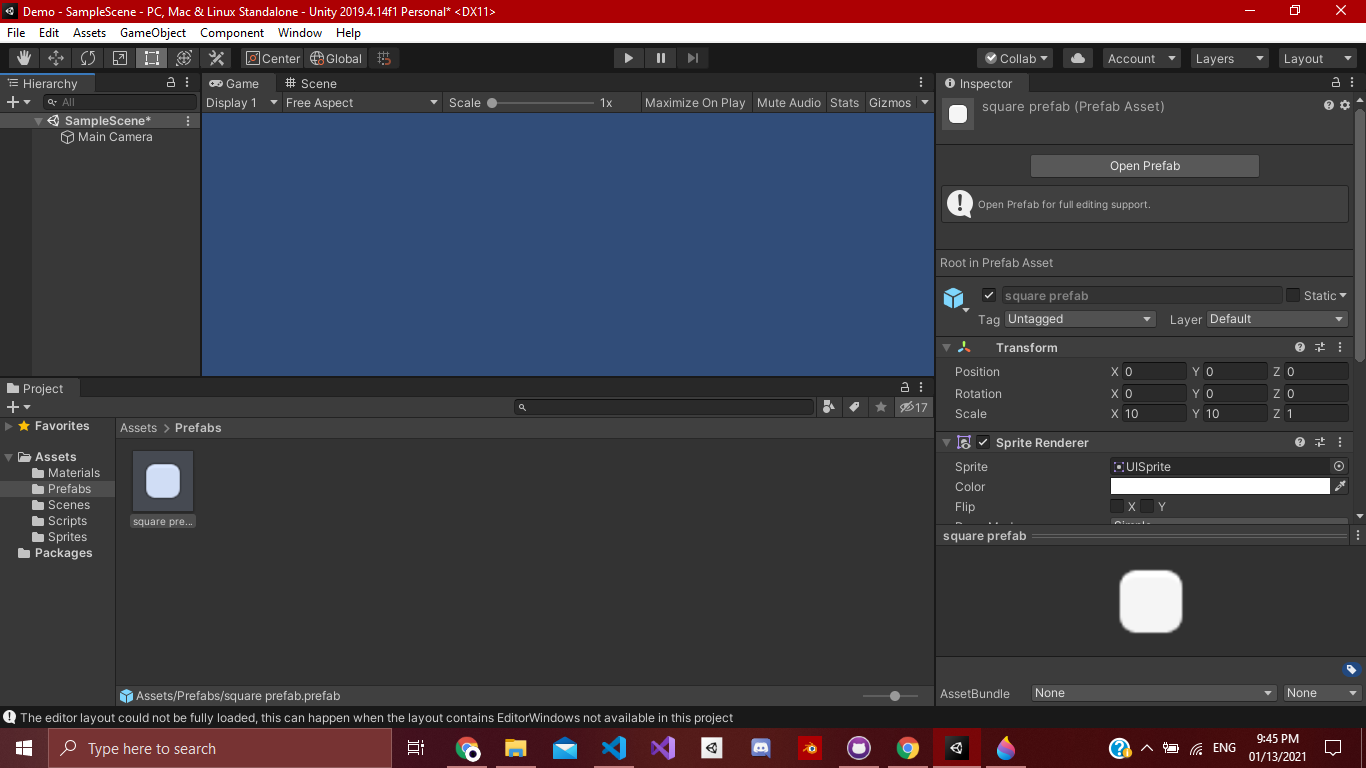 Demo - SampleScene - PC, Mac & Linux Standalone - Unity 2019.4.14f1 Personal* <DX11>
File Edit Assets GameObject Component Window Help
Center Global Collab Account Layers Layout
Hierarchy
All
SampleScene*
Main Camera
Game Scene
Display 1 Free Aspect Scale 1x Maximize On Play Mute Audio Stats Gizmos
Inspector
square prefab (Prefab Asset)
Open Prefab
Open Prefab for full editing support.
Root in Prefab Asset
square prefab Static
Tag Untagged Layer Default
Transform
Position X 0 Y 0 Z 0
Rotation X 0 Y 0 Z 0
Scale X 10 Y 10 Z 1
Sprite Renderer
Sprite UISprite
Color
Flip X Y
square prefab
AssetBundle None None
Project
17
Favorites
Assets
Materials
Prefabs
Scenes
Scripts
Sprites
Packages
Assets > Prefabs
square pre...
Assets/Prefabs/square prefab.prefab
The editor layout could not be fully loaded, this can happen when the layout contains EditorWindows not available in this project
Type here to search
ENG
9:45 PM
01/13/2021